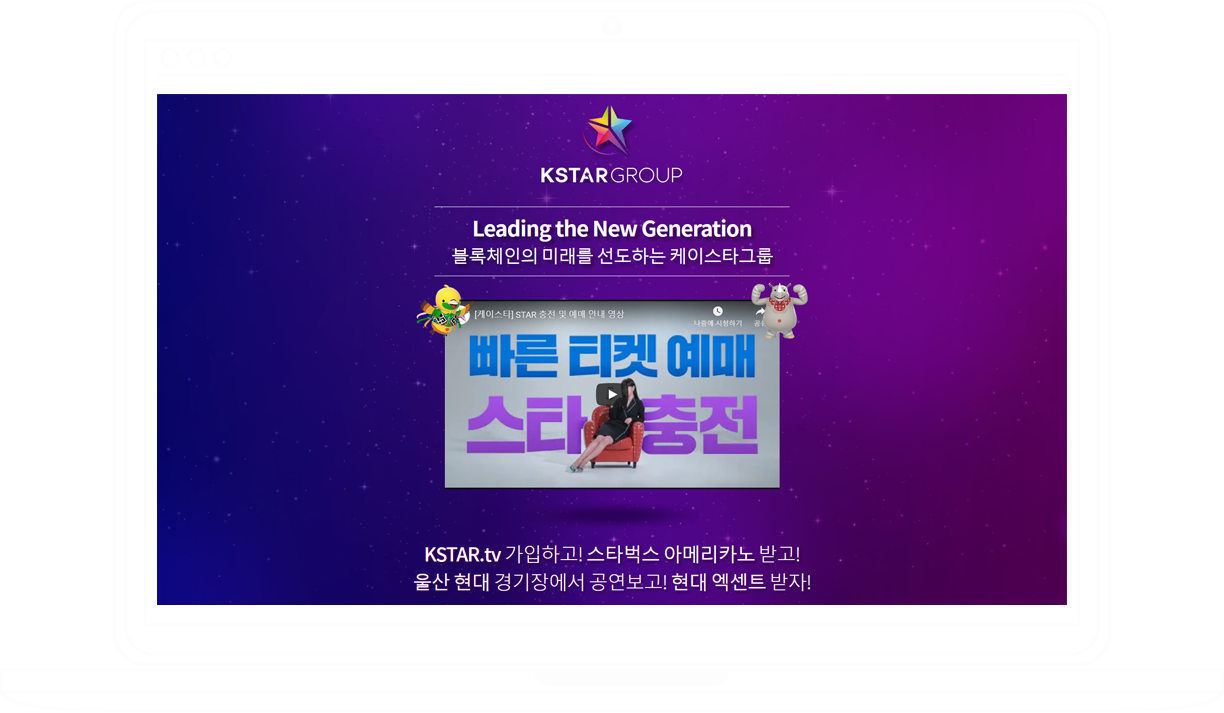 KSTARGROUP
Leading the New Generation
블록체인의 미래를 선도하는 케이스타그룹
[케이스타] STAR 충전 및 예매 안내 영상
나중에 시청하기
빠른 티켓 예매
스타 충전
KSTAR.tv 가입하고! 스타벅스 아메리카노 받고!
울산 현대 경기장에서 공연보고! 현대 엑센트 받자!